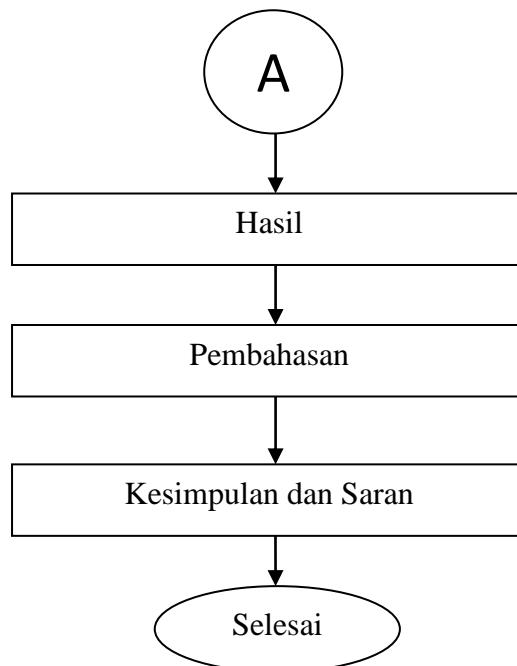 A
Hasil
Pembahasan
Kesimpulan dan Saran
Selesai